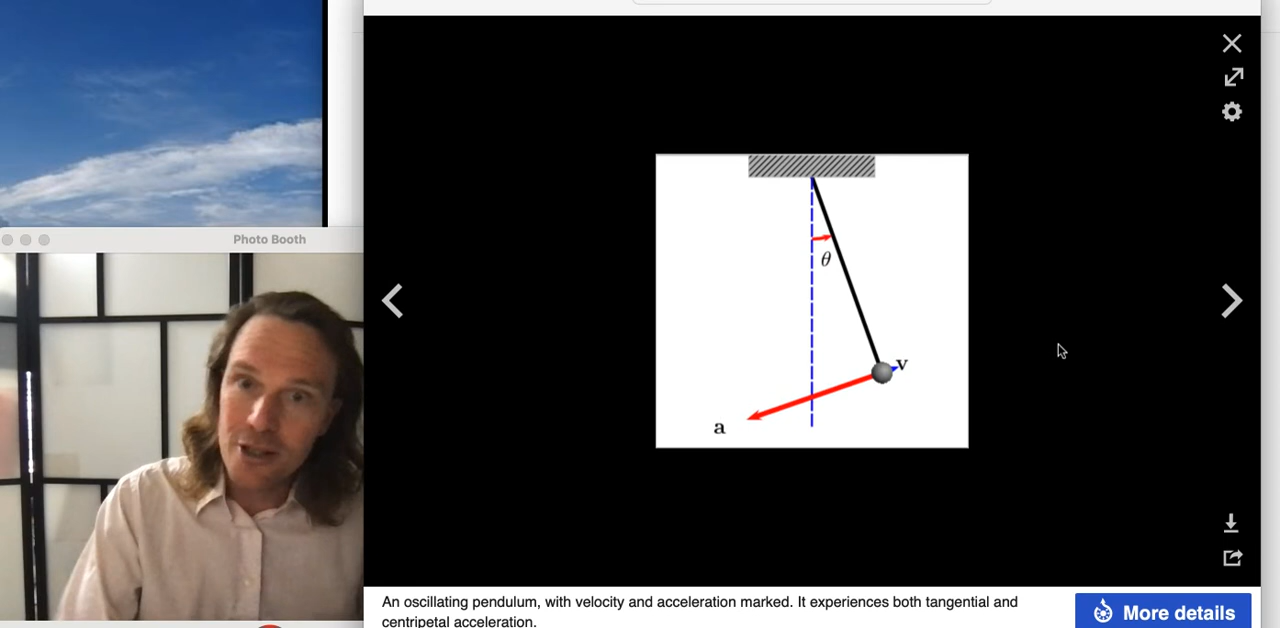 Photo Booth
θ
v
a
An oscillating pendulum, with velocity and acceleration marked. It experiences both tangential and
centripetal acceleration.
More details